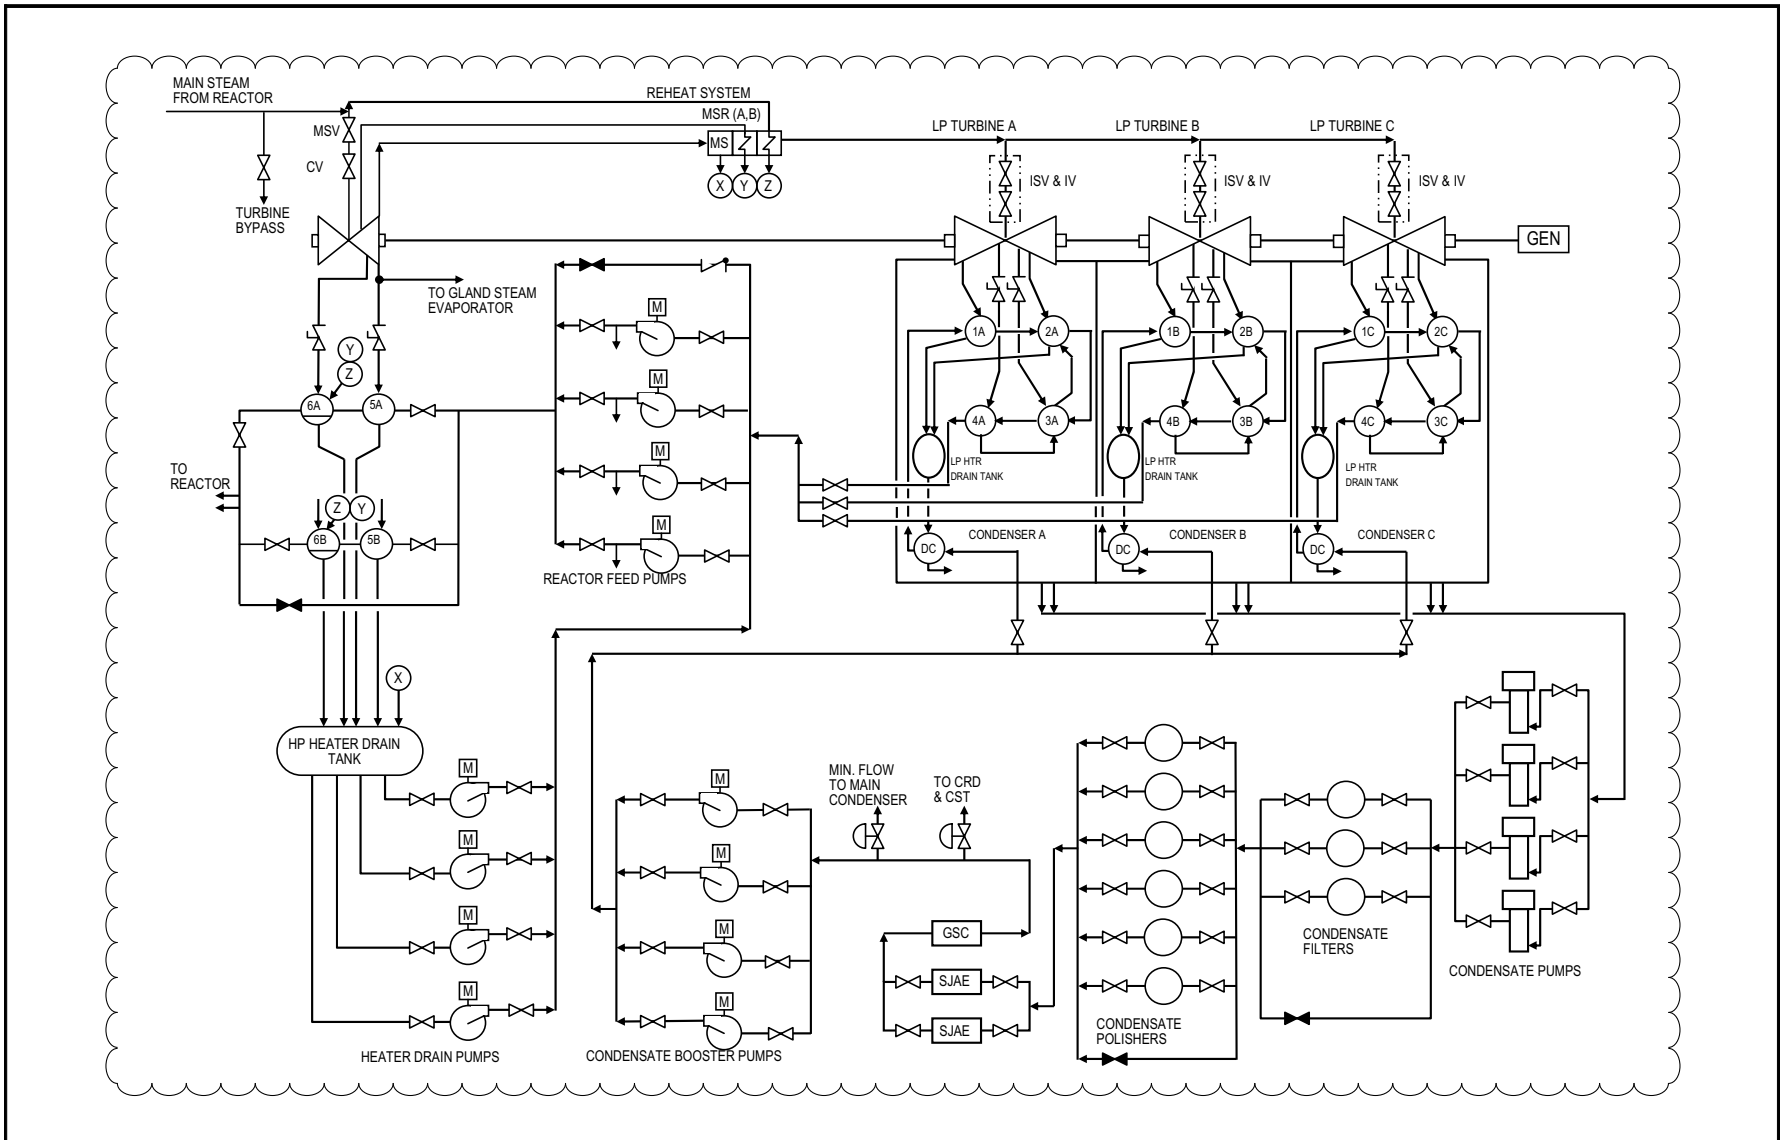 MAIN STEAM
FROM REACTOR
REHEAT SYSTEM
MSR (A,B)
MSV
CV
MS
X
Y
Z
TURBINE
BYPASS
LP TURBINE A
LP TURBINE B
LP TURBINE C
ISV & IV
ISV & IV
ISV & IV
GEN
TO GLAND STEAM
EVAPORATOR
M
M
M
M
REACTOR FEED PUMPS
Y
Z
6A
5A
TO
REACTOR
Z
Y
6B
5B
1A
2A
4A
3A
LP HTR
DRAIN TANK
DC
CONDENSER A
1B
2B
4B
3B
LP HTR
DRAIN TANK
DC
CONDENSER B
1C
2C
4C
3C
LP HTR
DRAIN TANK
DC
CONDENSER C
X
HP HEATER DRAIN
TANK
M
M
M
M
HEATER DRAIN PUMPS
M
M
M
M
CONDENSATE BOOSTER PUMPS
MIN. FLOW
TO MAIN
CONDENSER
TO CRD
& CST
GSC
SJAE
SJAE
CONDENSATE
POLISHERS
CONDENSATE
FILTERS
CONDENSATE PUMPS